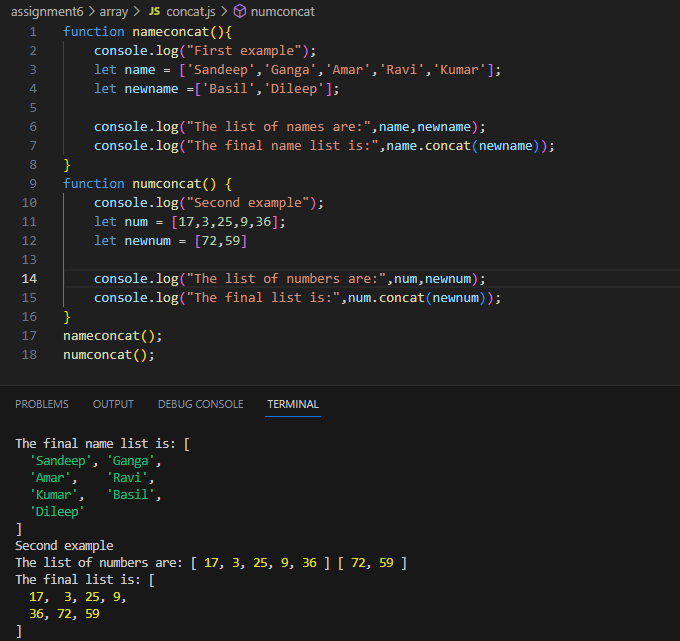 assignment6 > array > JS concat.js > numconcat
1 function nameconcat(){
2 console.log("First example");
3 let name = ['Sandeep','Ganga','Amar','Ravi','Kumar'];
4 let newname =['Basil','Dileep'];
5
6 console.log("The list of names are:",name,newname);
7 console.log("The final name list is:",name.concat(newname));
8 }
9 function numconcat() {
10 console.log("Second example");
11 let num = [17,3,25,9,36];
12 let newnum = [72,59]
13
14 console.log("The list of numbers are:",num,newnum);
15 console.log("The final list is:",num.concat(newnum));
16 }
17 nameconcat();
18 numconcat();
PROBLEMS OUTPUT DEBUG CONSOLE TERMINAL
The final name list is: [
'Sandeep', 'Ganga',
'Amar', 'Ravi',
'Kumar', 'Basil',
'Dileep'
]
Second example
The list of numbers are: [ 17, 3, 25, 9, 36 ] [ 72, 59 ]
The final list is: [
17, 3, 25, 9,
36, 72, 59
]